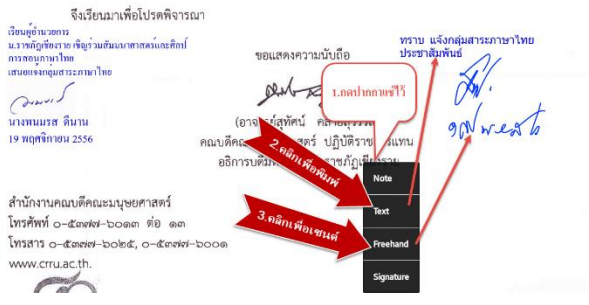 จึงเรียนมาเพื่อโปรดพิจารณา
เรียนผู้อำนวยการ
ม.ราชภัฏเชียงราย เชิญร่วมสัมมนาศาสตร์และศิลป์
การสอนภาษาไทย
เสนอแจ้งกลุ่มสาระภาษาไทย
นางพนมรส ดีนาน
19 พฤศจิกายน 2556
ขอแสดงความนับถือ
(อาจารย์สุทัศน์
คณบดีคณะ
ปฏิบัติราชการแทน
อธิการบดี
ราชภัฏเชียงราย
ทราบ แจ้งกลุ่มสาระภาษาไทย
ประชาสัมพันธ์
1.กดปากกาแช่ไว้
2.คลิกเพื่อพิมพ์
3.คลิกเพื่อเซนต์
Note
Text
Freehand
Signature
สำนักงานคณบดีคณะมนุษยศาสตร์
โทรศัพท์ ๐-๕๓๗๗-๖๐๑๓ ต่อ ๑๓
โทรสาร ๐-๕๓๗๗-๖๐๒๕, ๐-๕๓๗๗-๖๐๐๑
www.crru.ac.th.